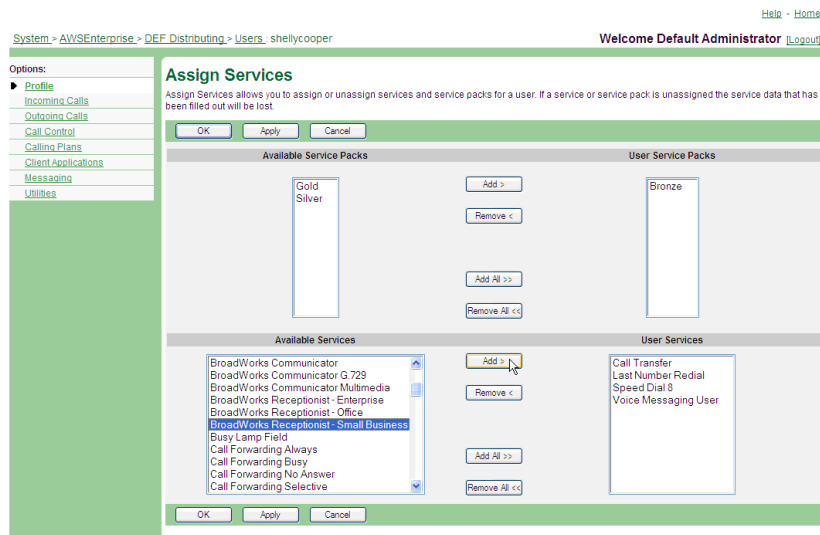 Help - Home
System > AWSEnterprise > DEF Distributing > Users : shellycooper
Welcome Default Administrator [Logout]
Options:
Profile
Incoming Calls
Outgoing Calls
Call Control
Calling Plans
Client Applications
Messaging
Utilities
Assign Services
Assign Services allows you to assign or unassign services and service packs for a user. If a service or service pack is unassigned the service data that has
been filled out will be lost.
OK Apply Cancel
Available Service Packs
User Service Packs
Gold
Silver
Add >
Remove <
Add All >>
Remove All <<
Bronze
Available Services
User Services
BroadWorks Communicator
BroadWorks Communicator G.729
BroadWorks Communicator Multimedia
BroadWorks Receptionist - Enterprise
BroadWorks Receptionist - Office
BroadWorks Receptionist - Small Business
Busy Lamp Field
Call Forwarding Always
Call Forwarding Busy
Call Forwarding No Answer
Call Forwarding Selective
Add >
Remove <
Add All >>
Remove All <<
Call Transfer
Last Number Redial
Speed Dial 8
Voice Messaging User
OK Apply Cancel